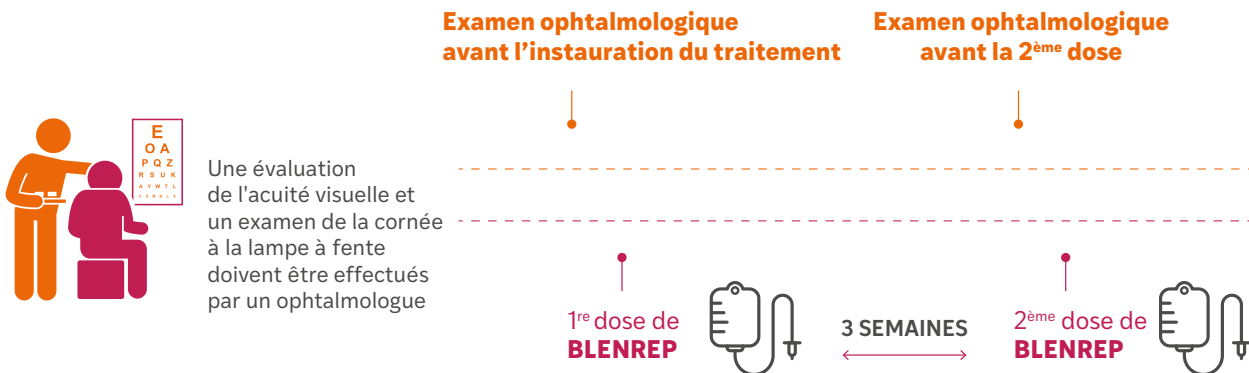 Examen ophtalmologique
avant l’instauration du traitement
Examen ophtalmologique
avant la 2ème dose
E
O A
P Q Z
R S U K
A Y W T L
Une évaluation
de l'acuité visuelle et
un examen de la cornée
à la lampe à fente
doivent être effectués
par un ophtalmologue
1re dose de
BLENREP
3 SEMAINES
2ème dose de
BLENREP